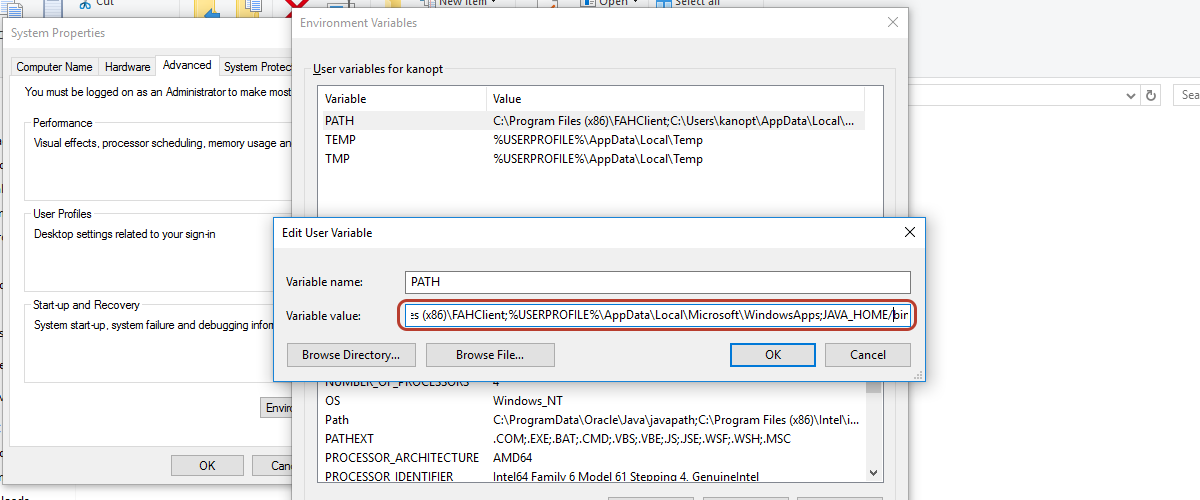 Cut
New item
Open
Select all
System Properties
Environment Variables
Computer Name Hardware Advanced System Protec
You must be logged on as an Administrator to make most
Performance
Visual effects, processor scheduling, memory usage an
User Profiles
Desktop settings related to your sign-in
Start-up and Recovery
System start-up, system failure and debugging infor
Enviro
OK Canc
User variables for kanopt
Variable Value
PATH C:\Program Files (x86)\FAHClient;C:\Users\kanopt\AppData\Local\...
TEMP %USERPROFILE%\AppData\Local\Temp
TMP %USERPROFILE%\AppData\Local\Temp
Sea
Edit User Variable
Variable name: PATH
Variable value: es (x86)\FAHClient;%USERPROFILE%\AppData\Local\Microsoft\WindowsApps;JAVA_HOME/bin
Browse Directory... Browse File... OK Cancel
NUMBER_OF_PROCESSORS 4
OS Windows_NT
Path C:\ProgramData\Oracle\Java\javapath;C:\Program Files (x86)\Intel\i...
PATHEXT .COM;.EXE;.BAT;.CMD;.VBS;.VBE;.JS;.JSE;.WSF;.WSH;.MSC
PROCESSOR_ARCHITECTURE AMD64
PROCESSOR_IDENTIFIER Intel64 Family 6 Model 61 Stepping 4, GenuineIntel